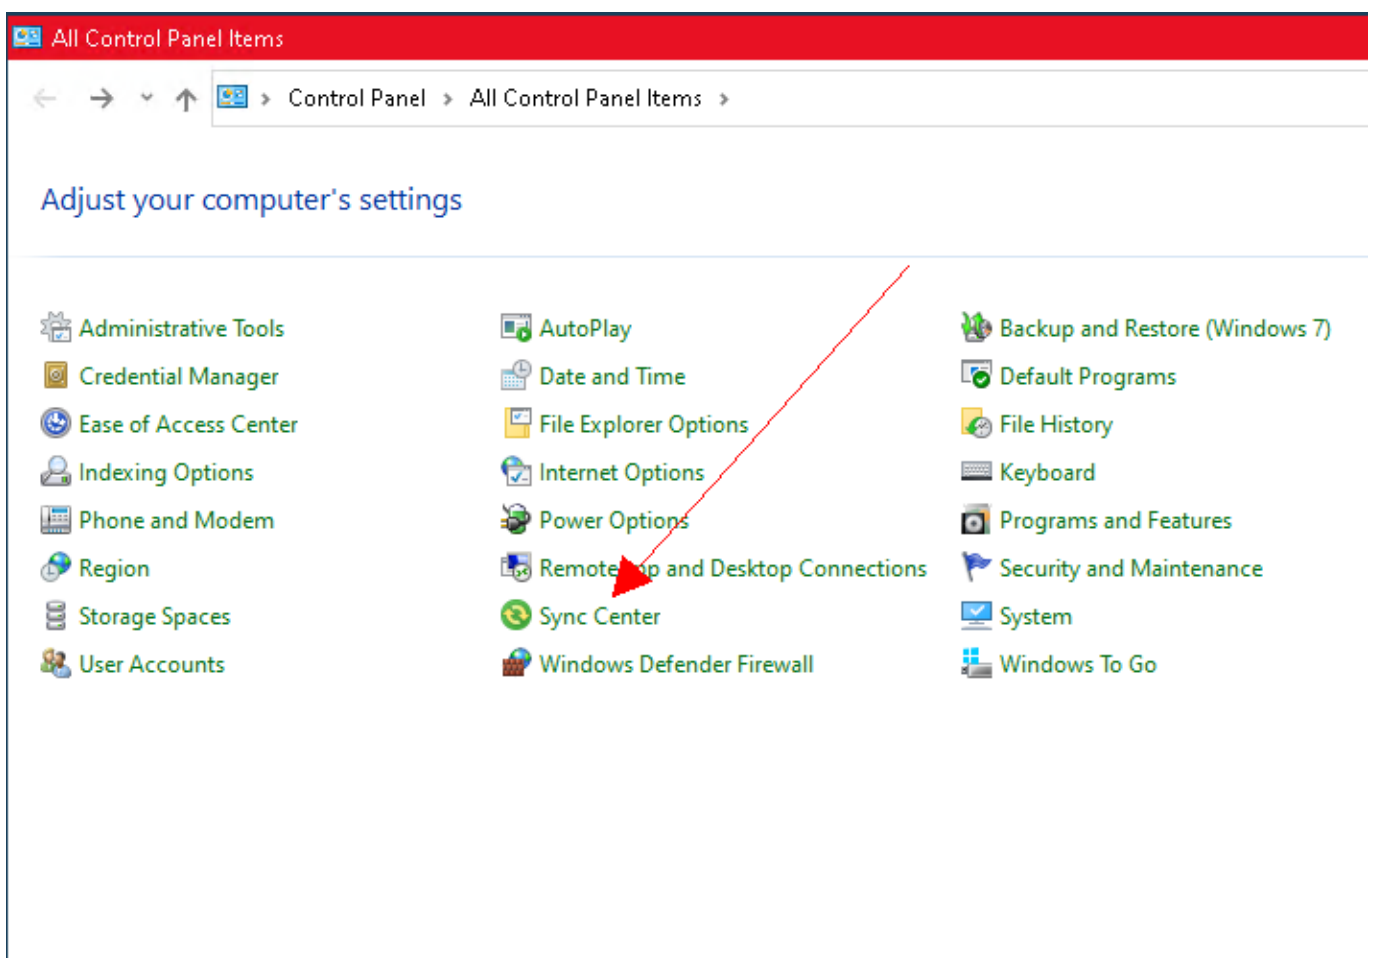 All Control Panel Items
Control Panel > All Control Panel Items >
Adjust your computer's settings
Administrative Tools
AutoPlay
Backup and Restore (Windows 7)
Credential Manager
Date and Time
Default Programs
Ease of Access Center
File Explorer Options
File History
Indexing Options
Internet Options
Keyboard
Phone and Modem
Power Options
Programs and Features
Region
and Desktop Connections
Security and Maintenance
Storage Spaces
Sync Center
System
User Accounts
Windows Defender Firewall
Windows To Go